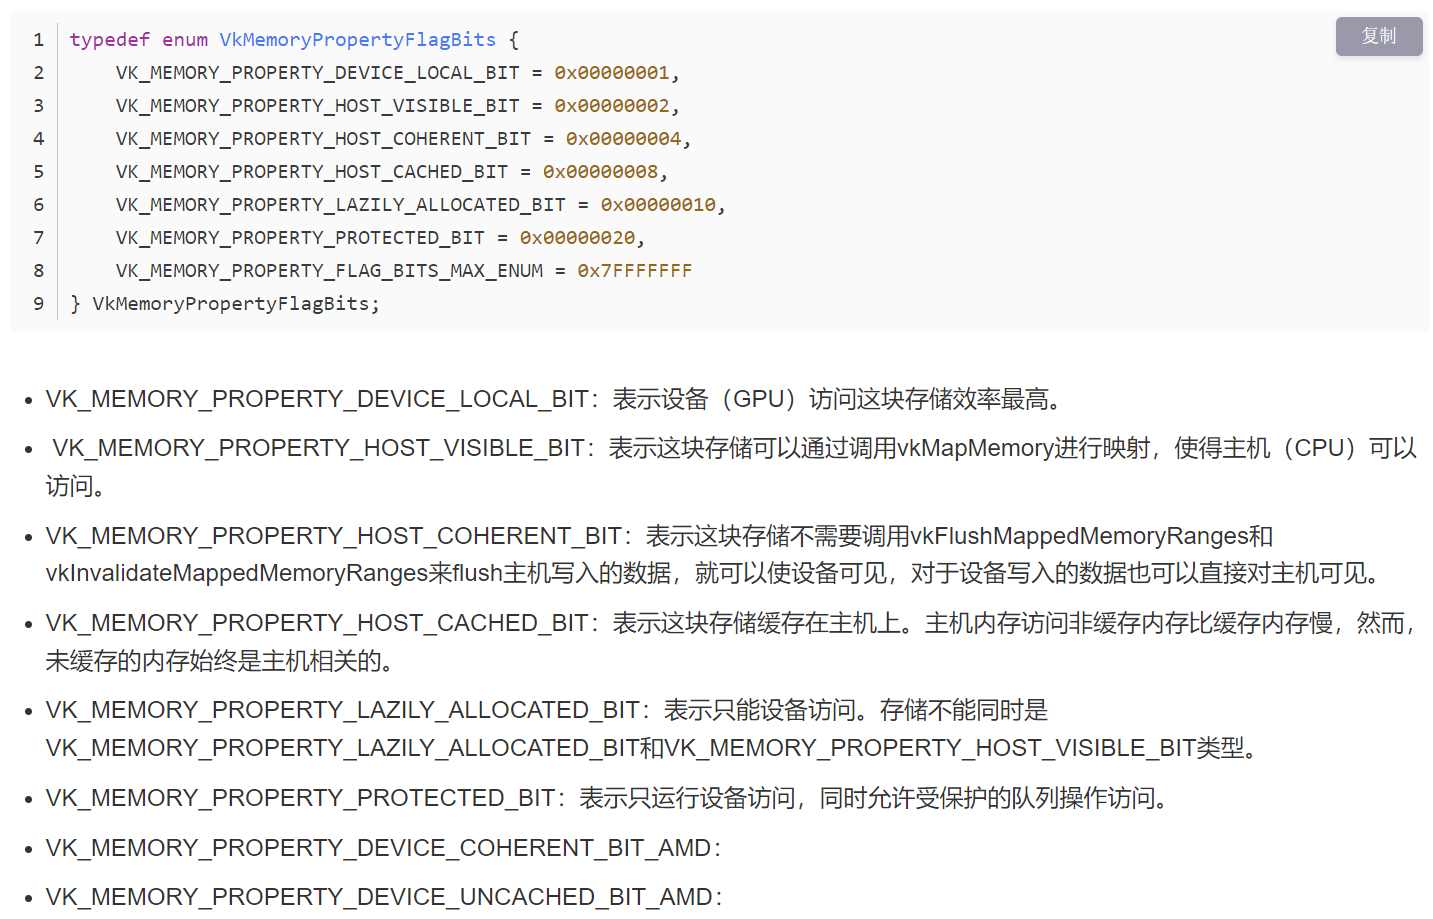 复制
1 typedef enum VkMemoryPropertyFlagBits {
2 VK_MEMORY_PROPERTY_DEVICE_LOCAL_BIT = 0x00000001,
3 VK_MEMORY_PROPERTY_HOST_VISIBLE_BIT = 0x00000002,
4 VK_MEMORY_PROPERTY_HOST_COHERENT_BIT = 0x00000004,
5 VK_MEMORY_PROPERTY_HOST_CACHED_BIT = 0x00000008,
6 VK_MEMORY_PROPERTY_LAZILY_ALLOCATED_BIT = 0x00000010,
7 VK_MEMORY_PROPERTY_PROTECTED_BIT = 0x00000020,
8 VK_MEMORY_PROPERTY_FLAG_BITS_MAX_ENUM = 0x7FFFFFFF
9 } VkMemoryPropertyFlagBits;
• VK_MEMORY_PROPERTY_DEVICE_LOCAL_BIT：表示设备（GPU）访问这块存储效率最高。
• VK_MEMORY_PROPERTY_HOST_VISIBLE_BIT：表示这块存储可以通过调用vkMapMemory进行映射，使得主机（CPU）可以
访问。
• VK_MEMORY_PROPERTY_HOST_COHERENT_BIT：表示这块存储不需要调用vkFlushMappedMemoryRanges和
vkInvalidateMappedMemoryRanges来flush主机写入的数据，就可以使设备可见，对于设备写入的数据也可以直接对主机可见。
• VK_MEMORY_PROPERTY_HOST_CACHED_BIT：表示这块存储缓存在主机上。主机内存访问非缓存内存比缓存内存慢，然而，
未缓存的内存始终是主机相关的。
• VK_MEMORY_PROPERTY_LAZILY_ALLOCATED_BIT：表示只能设备访问。存储不能同时是
VK_MEMORY_PROPERTY_LAZILY_ALLOCATED_BIT和VK_MEMORY_PROPERTY_HOST_VISIBLE_BIT类型。
• VK_MEMORY_PROPERTY_PROTECTED_BIT：表示只运行设备访问，同时允许受保护的队列操作访问。
• VK_MEMORY_PROPERTY_DEVICE_COHERENT_BIT_AMD：
• VK_MEMORY_PROPERTY_DEVICE_UNCACHED_BIT_AMD：